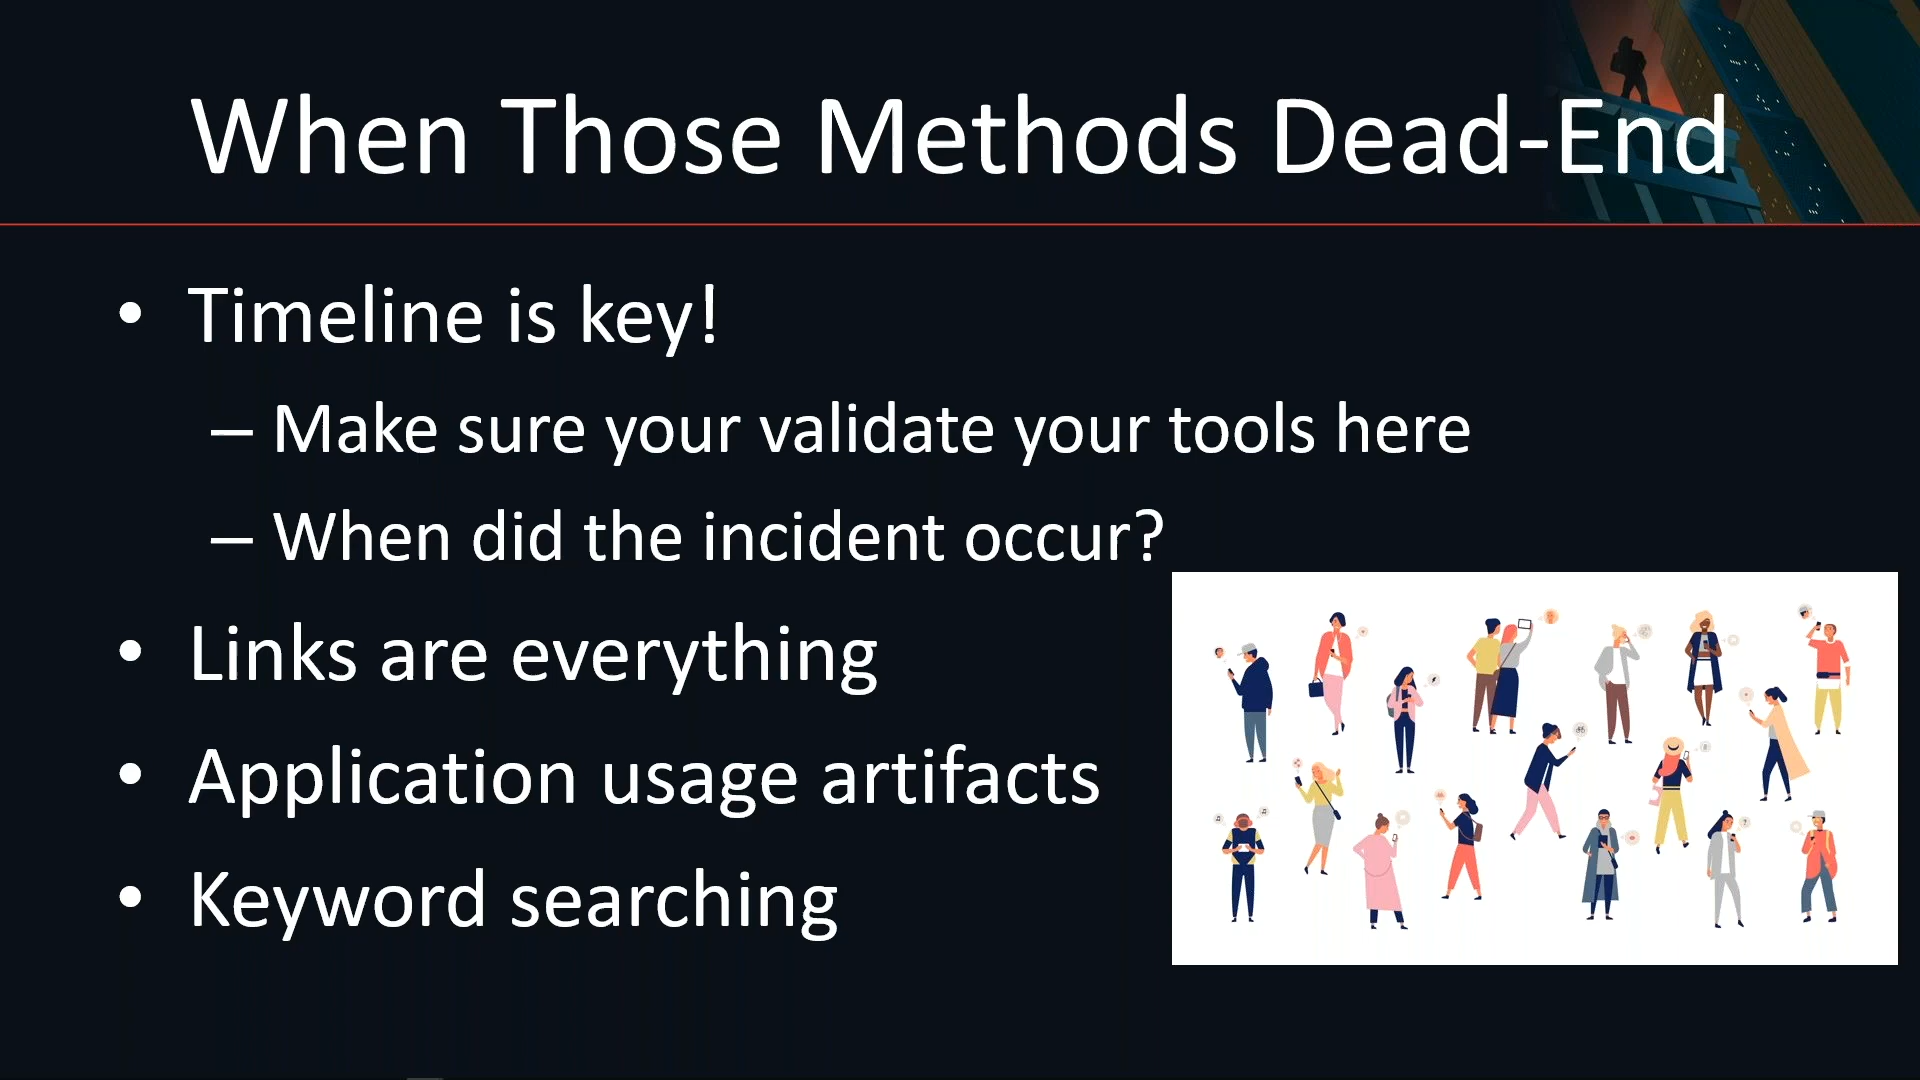 When Those Methods Dead-End
• Timeline is key!
– Make sure your validate your tools here
– When did the incident occur?
• Links are everything
• Application usage artifacts
• Keyword searching